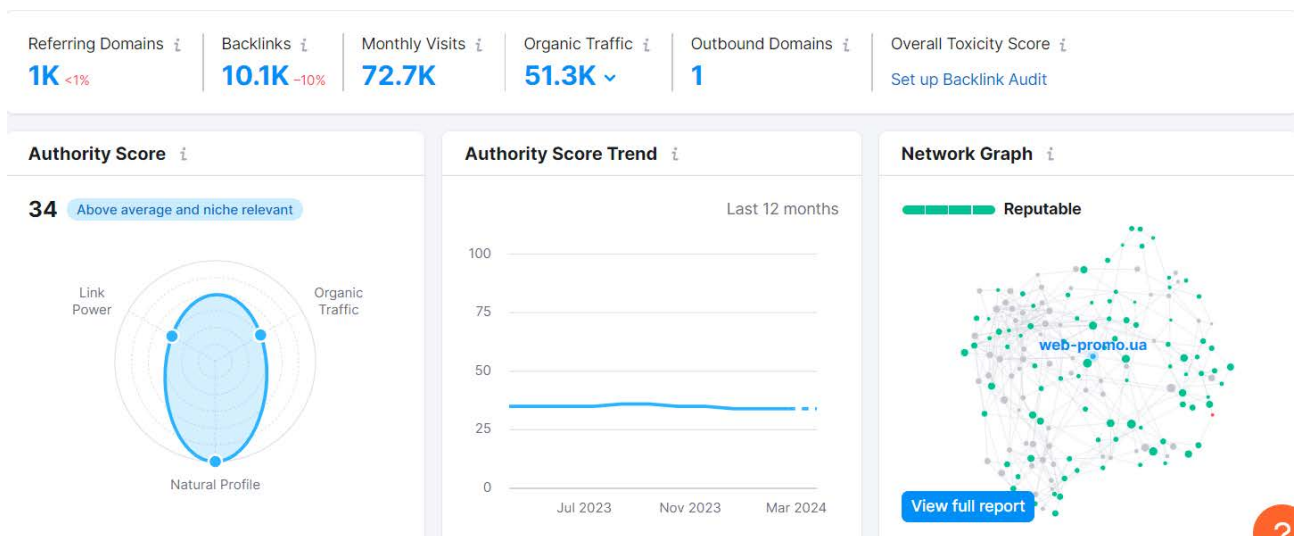 Referring Domains i
1K <1%
Backlinks i
10.1K -10%
Monthly Visits i
72.7K
Organic Traffic i
51.3K
Outbound Domains i
1
Overall Toxicity Score i
Set up Backlink Audit
Authority Score i
34 Above average and niche relevant
Link
Power
Organic
Traffic
Natural Profile
Authority Score Trend i
Last 12 months
100
75
50
25
0
Jul 2023 Nov 2023 Mar 2024
Network Graph i
Reputable
web-promo.ua
View full report
?